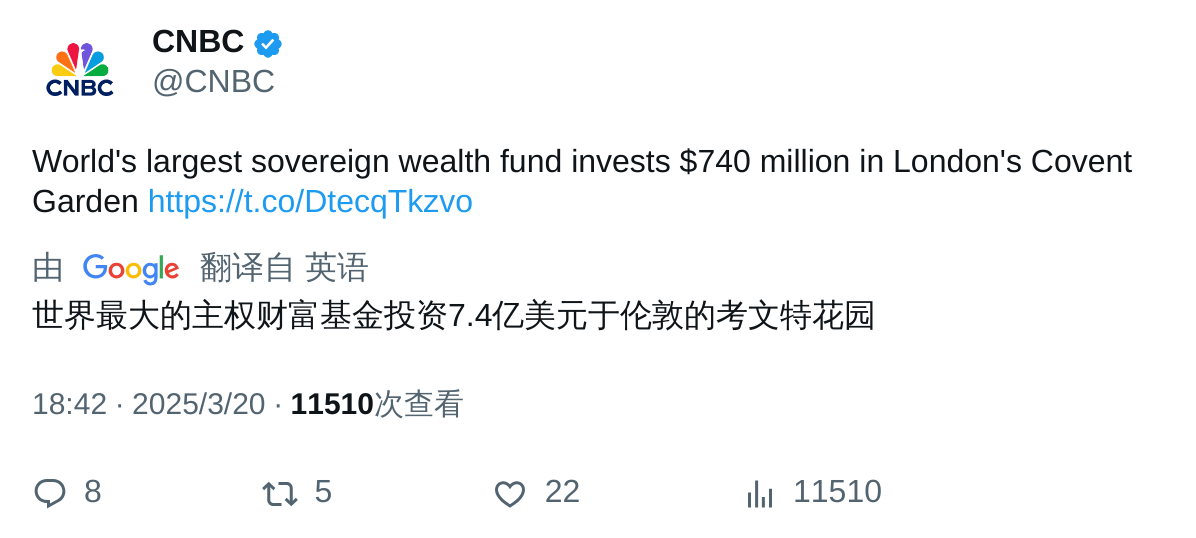 CNBC
CNBC
@CNBC
World's largest sovereign wealth fund invests $740 million in London's Covent
Garden https://t.co/DtecqTkzvo
由 Google 翻译自 英语
世界最大的主权财富基金投资7.4亿美元于伦敦的考文特花园
18:42 · 2025/3/20 · 11510次查看
8 5 22 11510